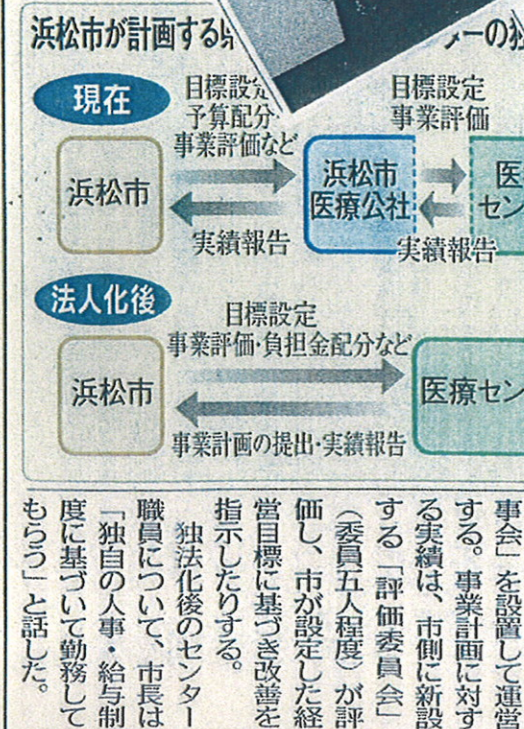 浜松市が計画する
ーの独
現在
目標設定
予算配分
事業評価など
目標設定
事業評価
浜松市
浜松市
医療公社
医
セン
実績報告
実績報告
法人化後
目標設定
事業評価・負担金配分など
浜松市
医療セン
事業計画の提出・実績報告
事会」を設置して運営
する。事業計画に対す
る実績は、市側に新設
する「評価委員会」
（委員五人程度）が評
価し、市が設定した経
営目標に基づき改善を
指示したりする。
独法化後のセンター
職員について、市長は
「独自の人事・給与制
度に基づいて勤務して
もらう」と話した。